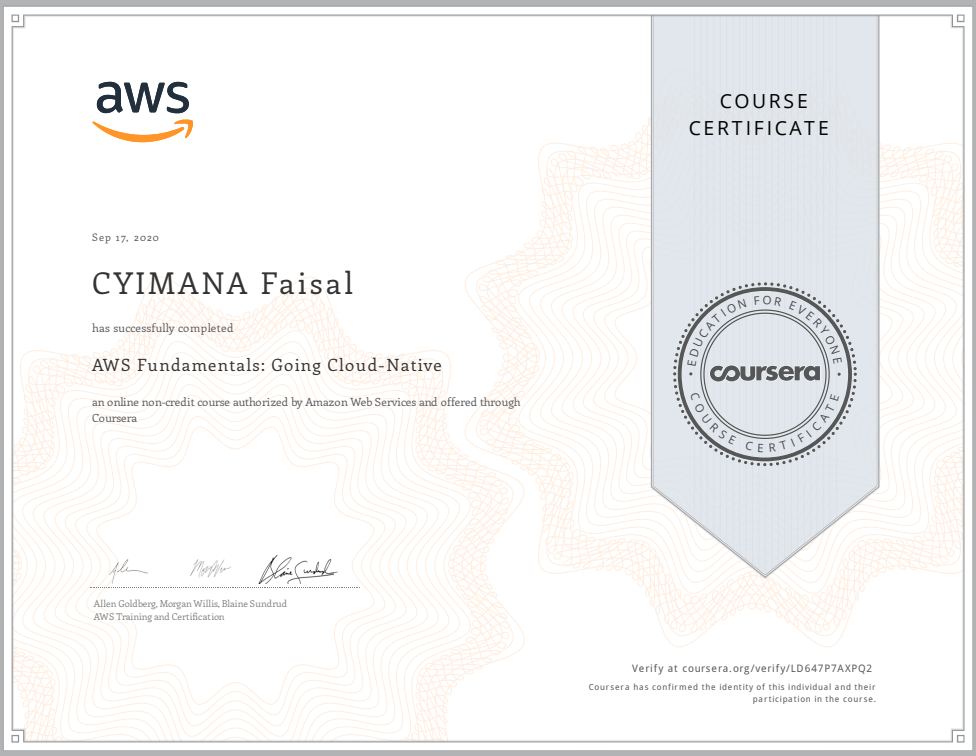 aws
COURSE
CERTIFICATE
Sep 17, 2020
CYIMANA Faisal
has successfully completed
AWS Fundamentals: Going Cloud-Native
an online non-credit course authorized by Amazon Web Services and offered through
Coursera
EDUCATION FOR EVERYONE
coursera
COURSE CERTIFICATE
Blaine Sundrud
Allen Goldberg, Morgan Willis, Blaine Sundrud
AWS Training and Certification
Verify at coursera.org/verify/LD647P7AXPQ2
Coursera has confirmed the identity of this individual and their
participation in the course.